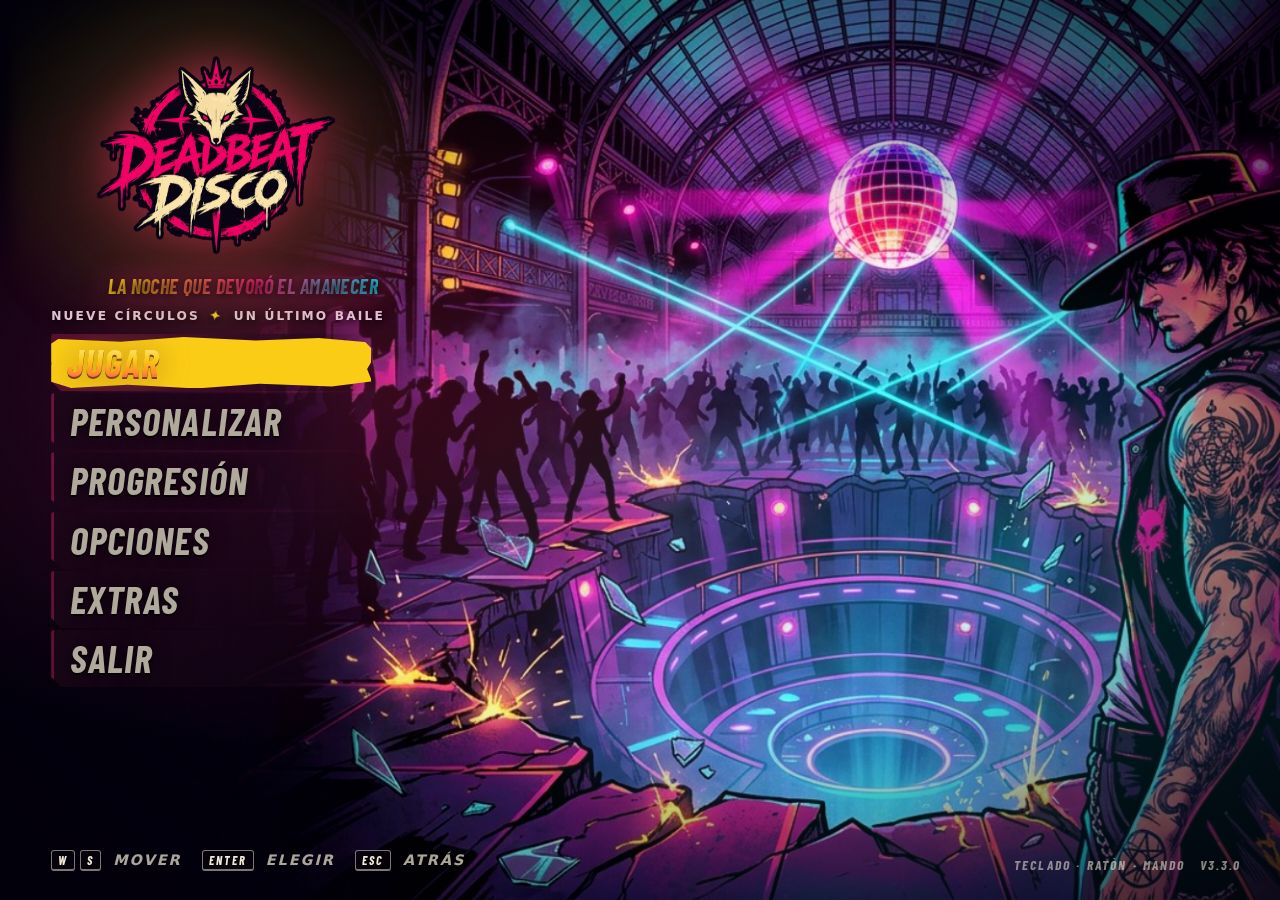 DEADBEAT
DISCO
LA NOCHE QUE DEVORÓ EL AMANECER
NUEVE CÍRCULOS ✦ UN ÚLTIMO BAILE
JUGAR
PERSONALIZAR
PROGRESIÓN
OPCIONES
EXTRAS
SALIR
W S MOVER ENTER ELEGIR ESC ATRÁS
TECLADO · RATÓN · MANDO V3.3.0